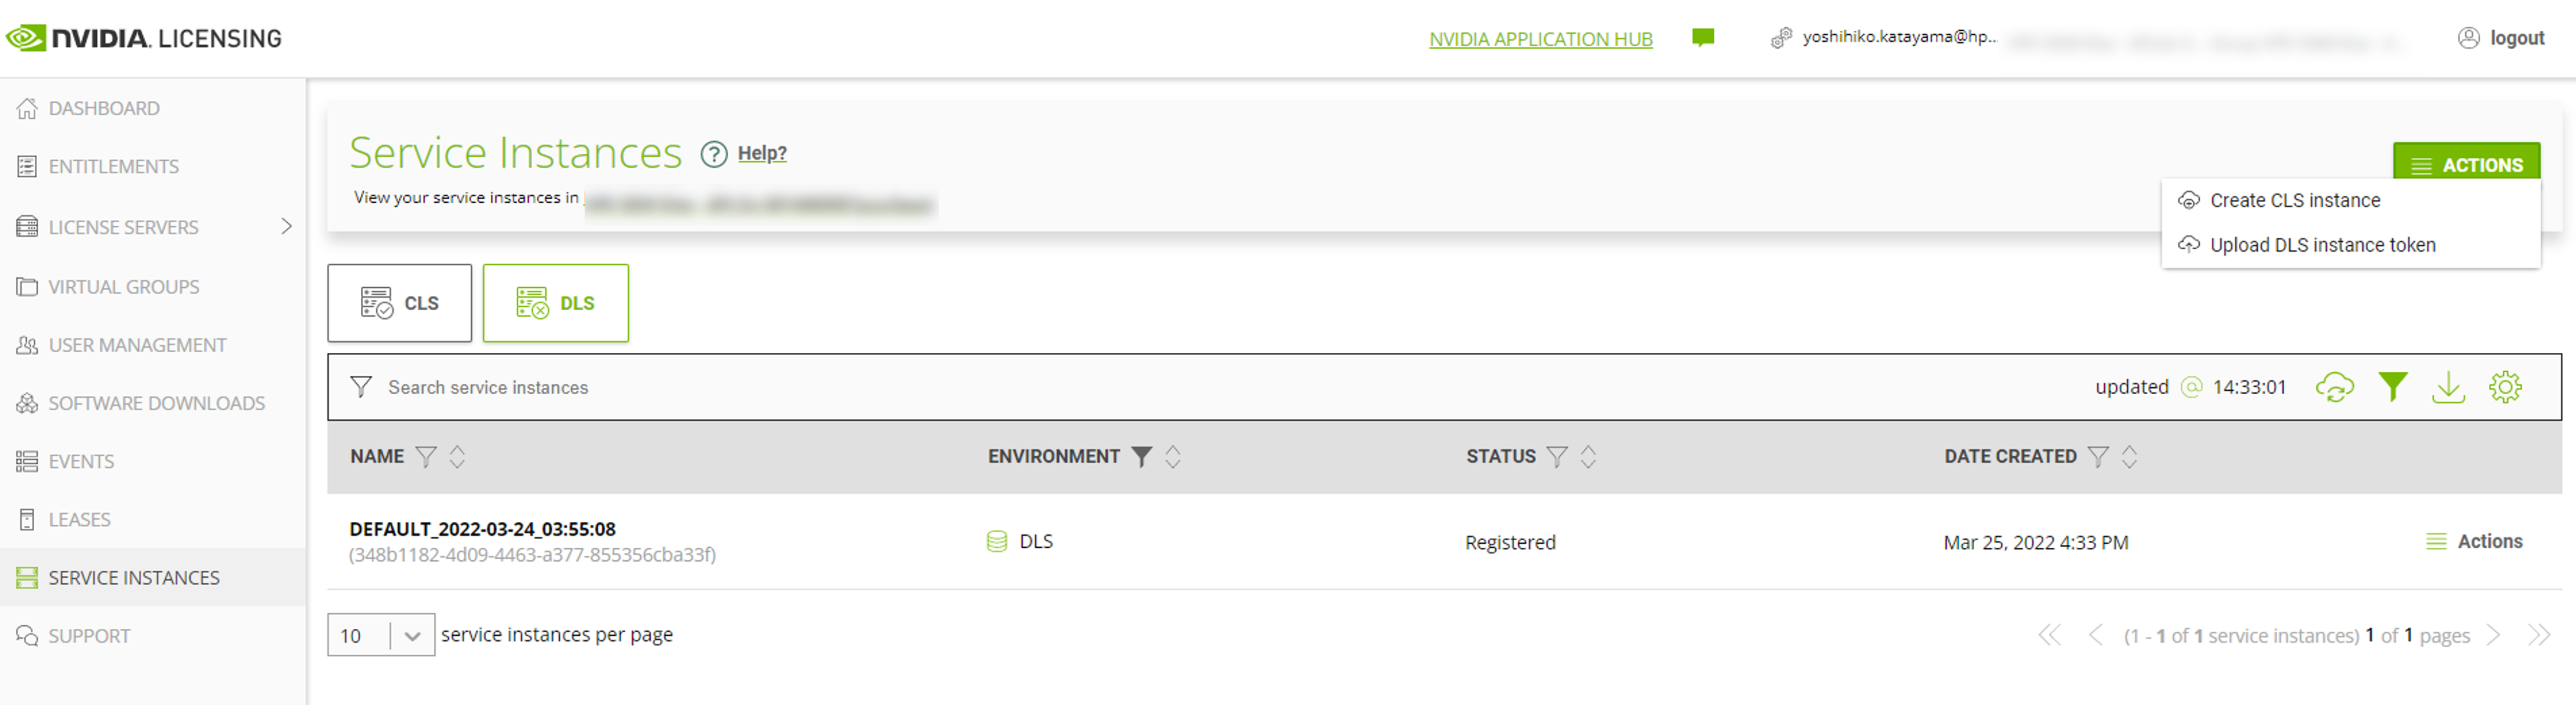 NVIDIA. LICENSING
NVIDIA APPLICATION HUB
yoshihiko.katayama@hp...
logout
DASHBOARD
ENTITLEMENTS
LICENSE SERVERS
VIRTUAL GROUPS
USER MANAGEMENT
SOFTWARE DOWNLOADS
EVENTS
LEASES
SERVICE INSTANCES
SUPPORT
Service Instances
Help?
View your service instances in
ACTIONS
Create CLS instance
Upload DLS instance token
CLS
DLS
Search service instances
updated @ 14:33:01
NAME ENVIRONMENT STATUS DATE CREATED
DEFAULT_2022-03-24_03:55:08
(348b1182-4d09-4463-a377-855356cba33f)
DLS
Registered
Mar 25, 2022 4:33 PM
Actions
10 service instances per page
(1 - 1 of 1 service instances) 1 of 1 pages